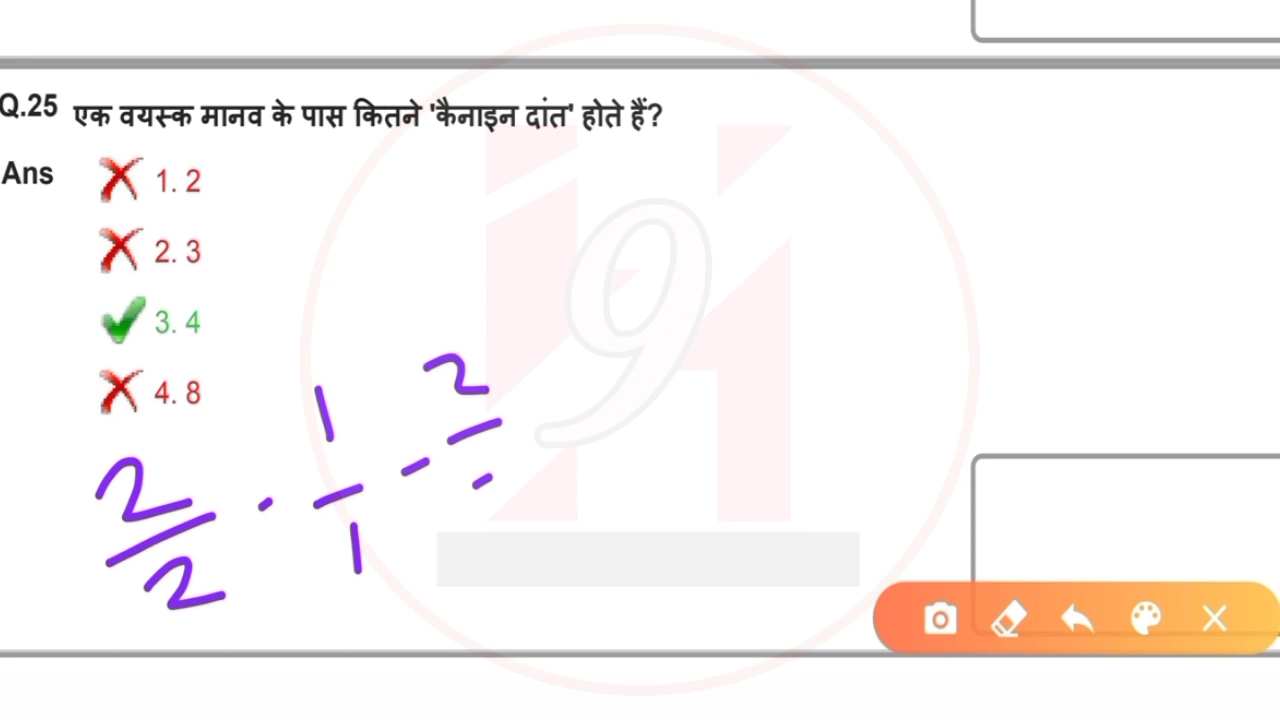 Q.25 एक वयस्क मानव के पास कितने 'कैनाइन दांत' होते हैं?
Ans 1. 2
2. 3
3. 4
4. 8
2/2 · 1/1 - 2/
9